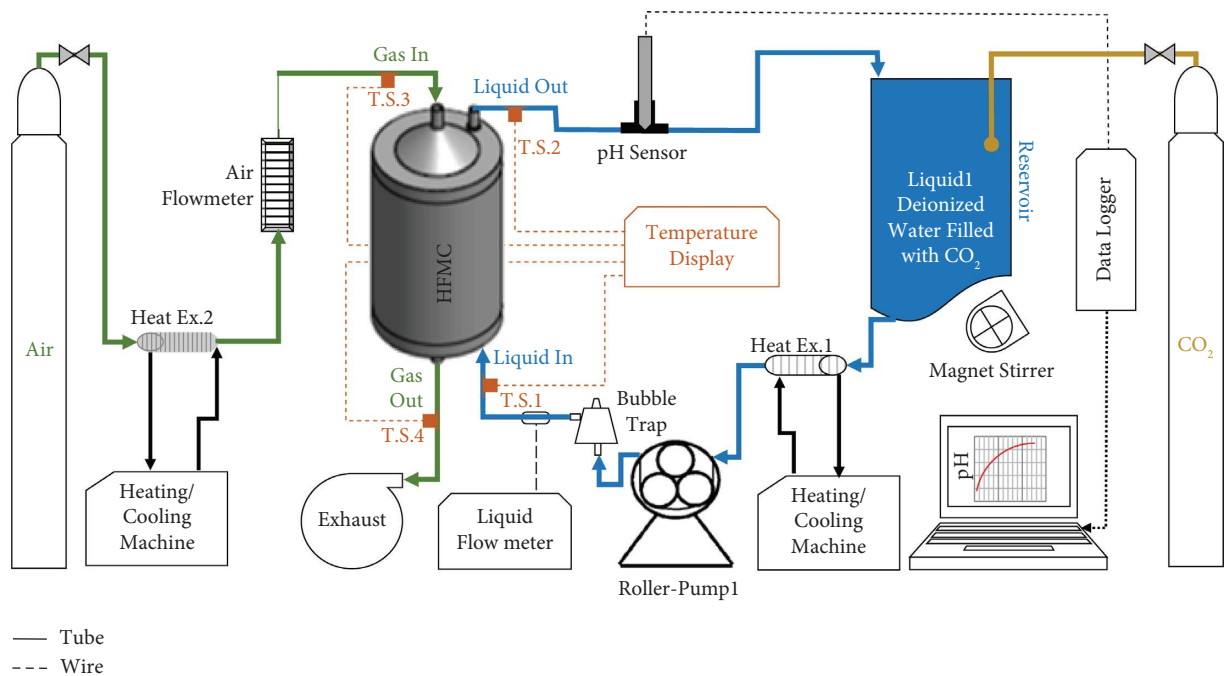 Gas In
Liquid Out
T.S.3
T.S.2
pH Sensor
Air
Flowmeter
Liquid1
Deionized
Water Filled
with CO₂
Reservoir
Data Logger
Temperature
Display
HFMC
Air
Heat Ex.2
Liquid In
Gas
Out
T.S.1
T.S.4
Bubble
Trap
Heat Ex.1
Magnet Stirrer
CO₂
pH
Heating/
Cooling
Machine
Exhaust
Liquid
Flow meter
Roller-Pump1
Heating/
Cooling
Machine
Tube
Wire